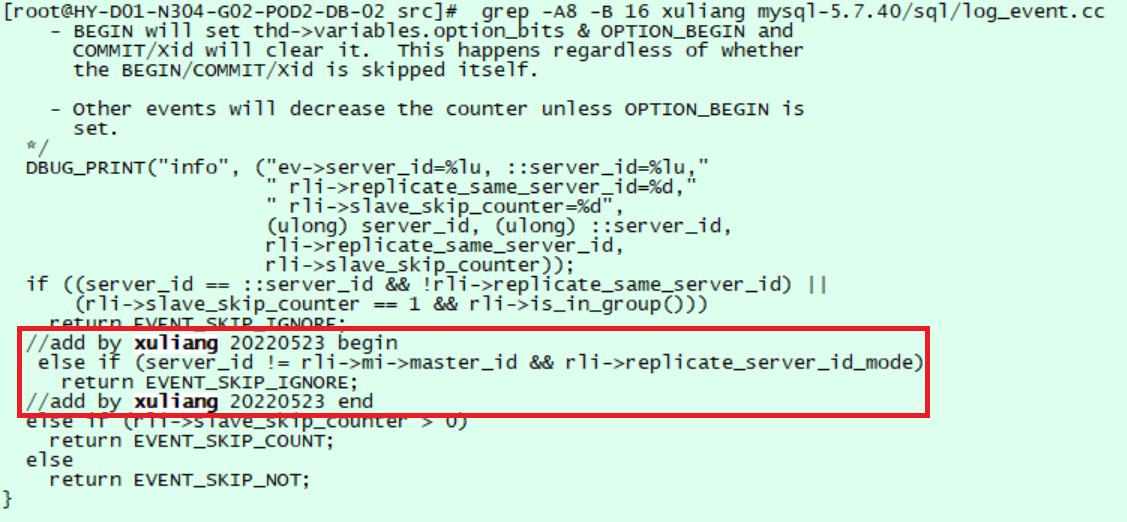 [root@HY-D01-N304-G02-POD2-DB-02 src]#  grep -A8 -B 16 xuliang mysql-5.7.40/sql/log_event.cc
    - BEGIN will set thd->variables.option_bits & OPTION_BEGIN and
      COMMIT/Xid will clear it.  This happens regardless of whether
      the BEGIN/COMMIT/Xid is skipped itself.

    - Other events will decrease the counter unless OPTION_BEGIN is
      set.
  */
  DBUG_PRINT("info", ("ev->server_id=%lu, ::server_id=%lu,"
                      " rli->replicate_same_server_id=%d,"
                      " rli->slave_skip_counter=%d",
                      (ulong) server_id, (ulong) ::server_id,
                      rli->replicate_same_server_id,
                      rli->slave_skip_counter));
  if ((server_id == ::server_id && !rli->replicate_same_server_id) ||
      (rli->slave_skip_counter == 1 && rli->is_in_group()))
    return EVENT_SKIP_IGNORE;
  //add by xuliang 20220523 begin
   else if (server_id != rli->mi->master_id && rli->replicate_server_id_mode)
     return EVENT_SKIP_IGNORE;
  //add by xuliang 20220523 end
  else if (rli->slave_skip_counter > 0)
    return EVENT_SKIP_COUNT;
  else
    return EVENT_SKIP_NOT;
}